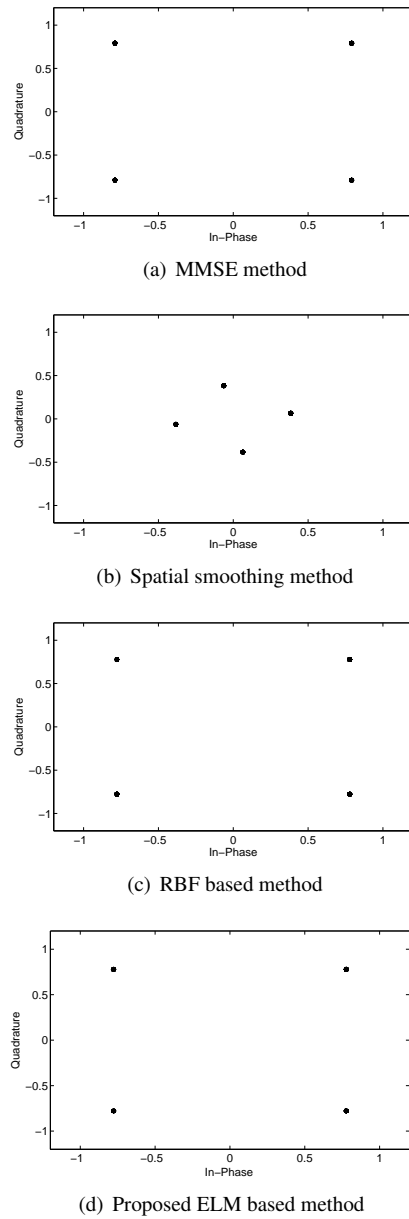 1
0.5
0
−0.5
−1
Quadrature
−1 −0.5 0 0.5 1
In−Phase
(a) MMSE method
1
0.5
0
−0.5
−1
Quadrature
−1 −0.5 0 0.5 1
In−Phase
(b) Spatial smoothing method
1
0.5
0
−0.5
−1
Quadrature
−1 −0.5 0 0.5 1
In−Phase
(c) RBF based method
1
0.5
0
−0.5
−1
Quadrature
−1 −0.5 0 0.5 1
In−Phase
(d) Proposed ELM based method